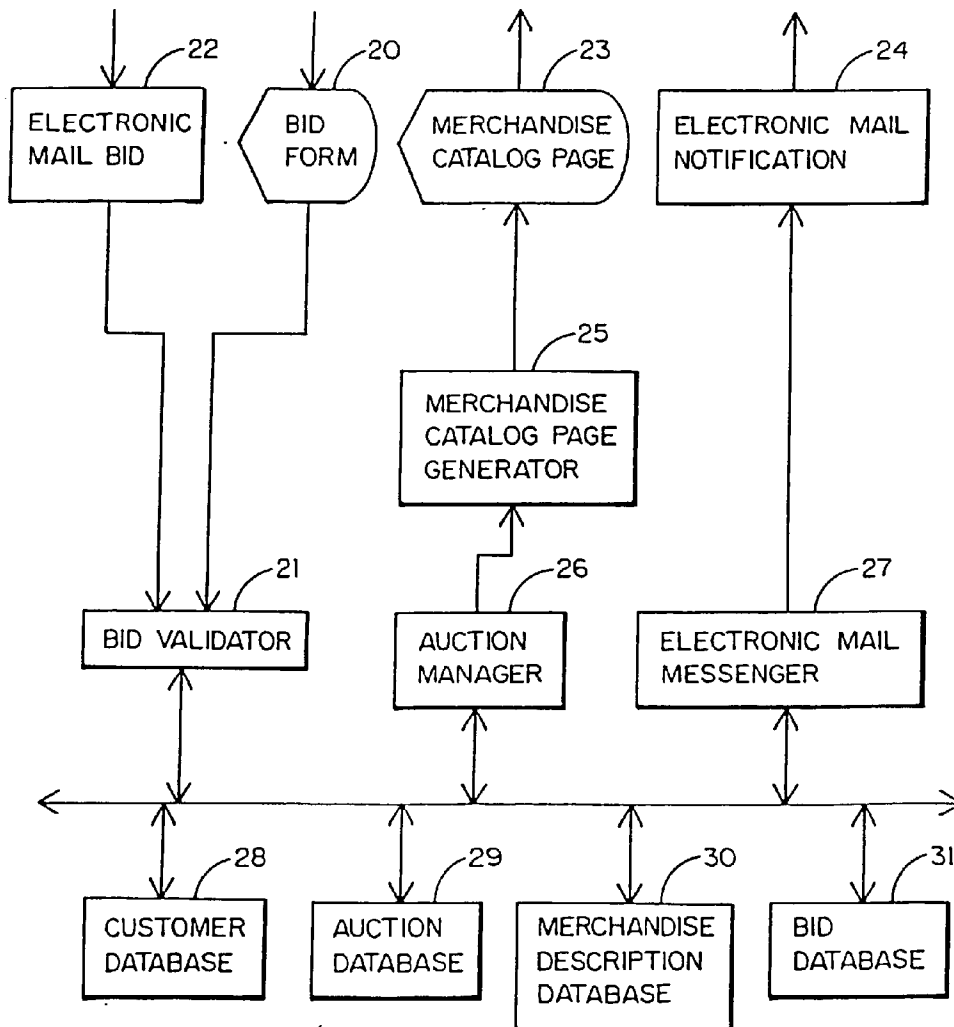 22
20
23
24
ELECTRONIC
MAIL BID
BID
FORM
MERCHANDISE
CATALOG PAGE
ELECTRONIC MAIL
NOTIFICATION
25
MERCHANDISE
CATALOG PAGE
GENERATOR
21
26
27
BID VALIDATOR
AUCTION
MANAGER
ELECTRONIC MAIL
MESSENGER
28
29
30
31
CUSTOMER
DATABASE
AUCTION
DATABASE
MERCHANDISE
DESCRIPTION
DATABASE
BID
DATABASE